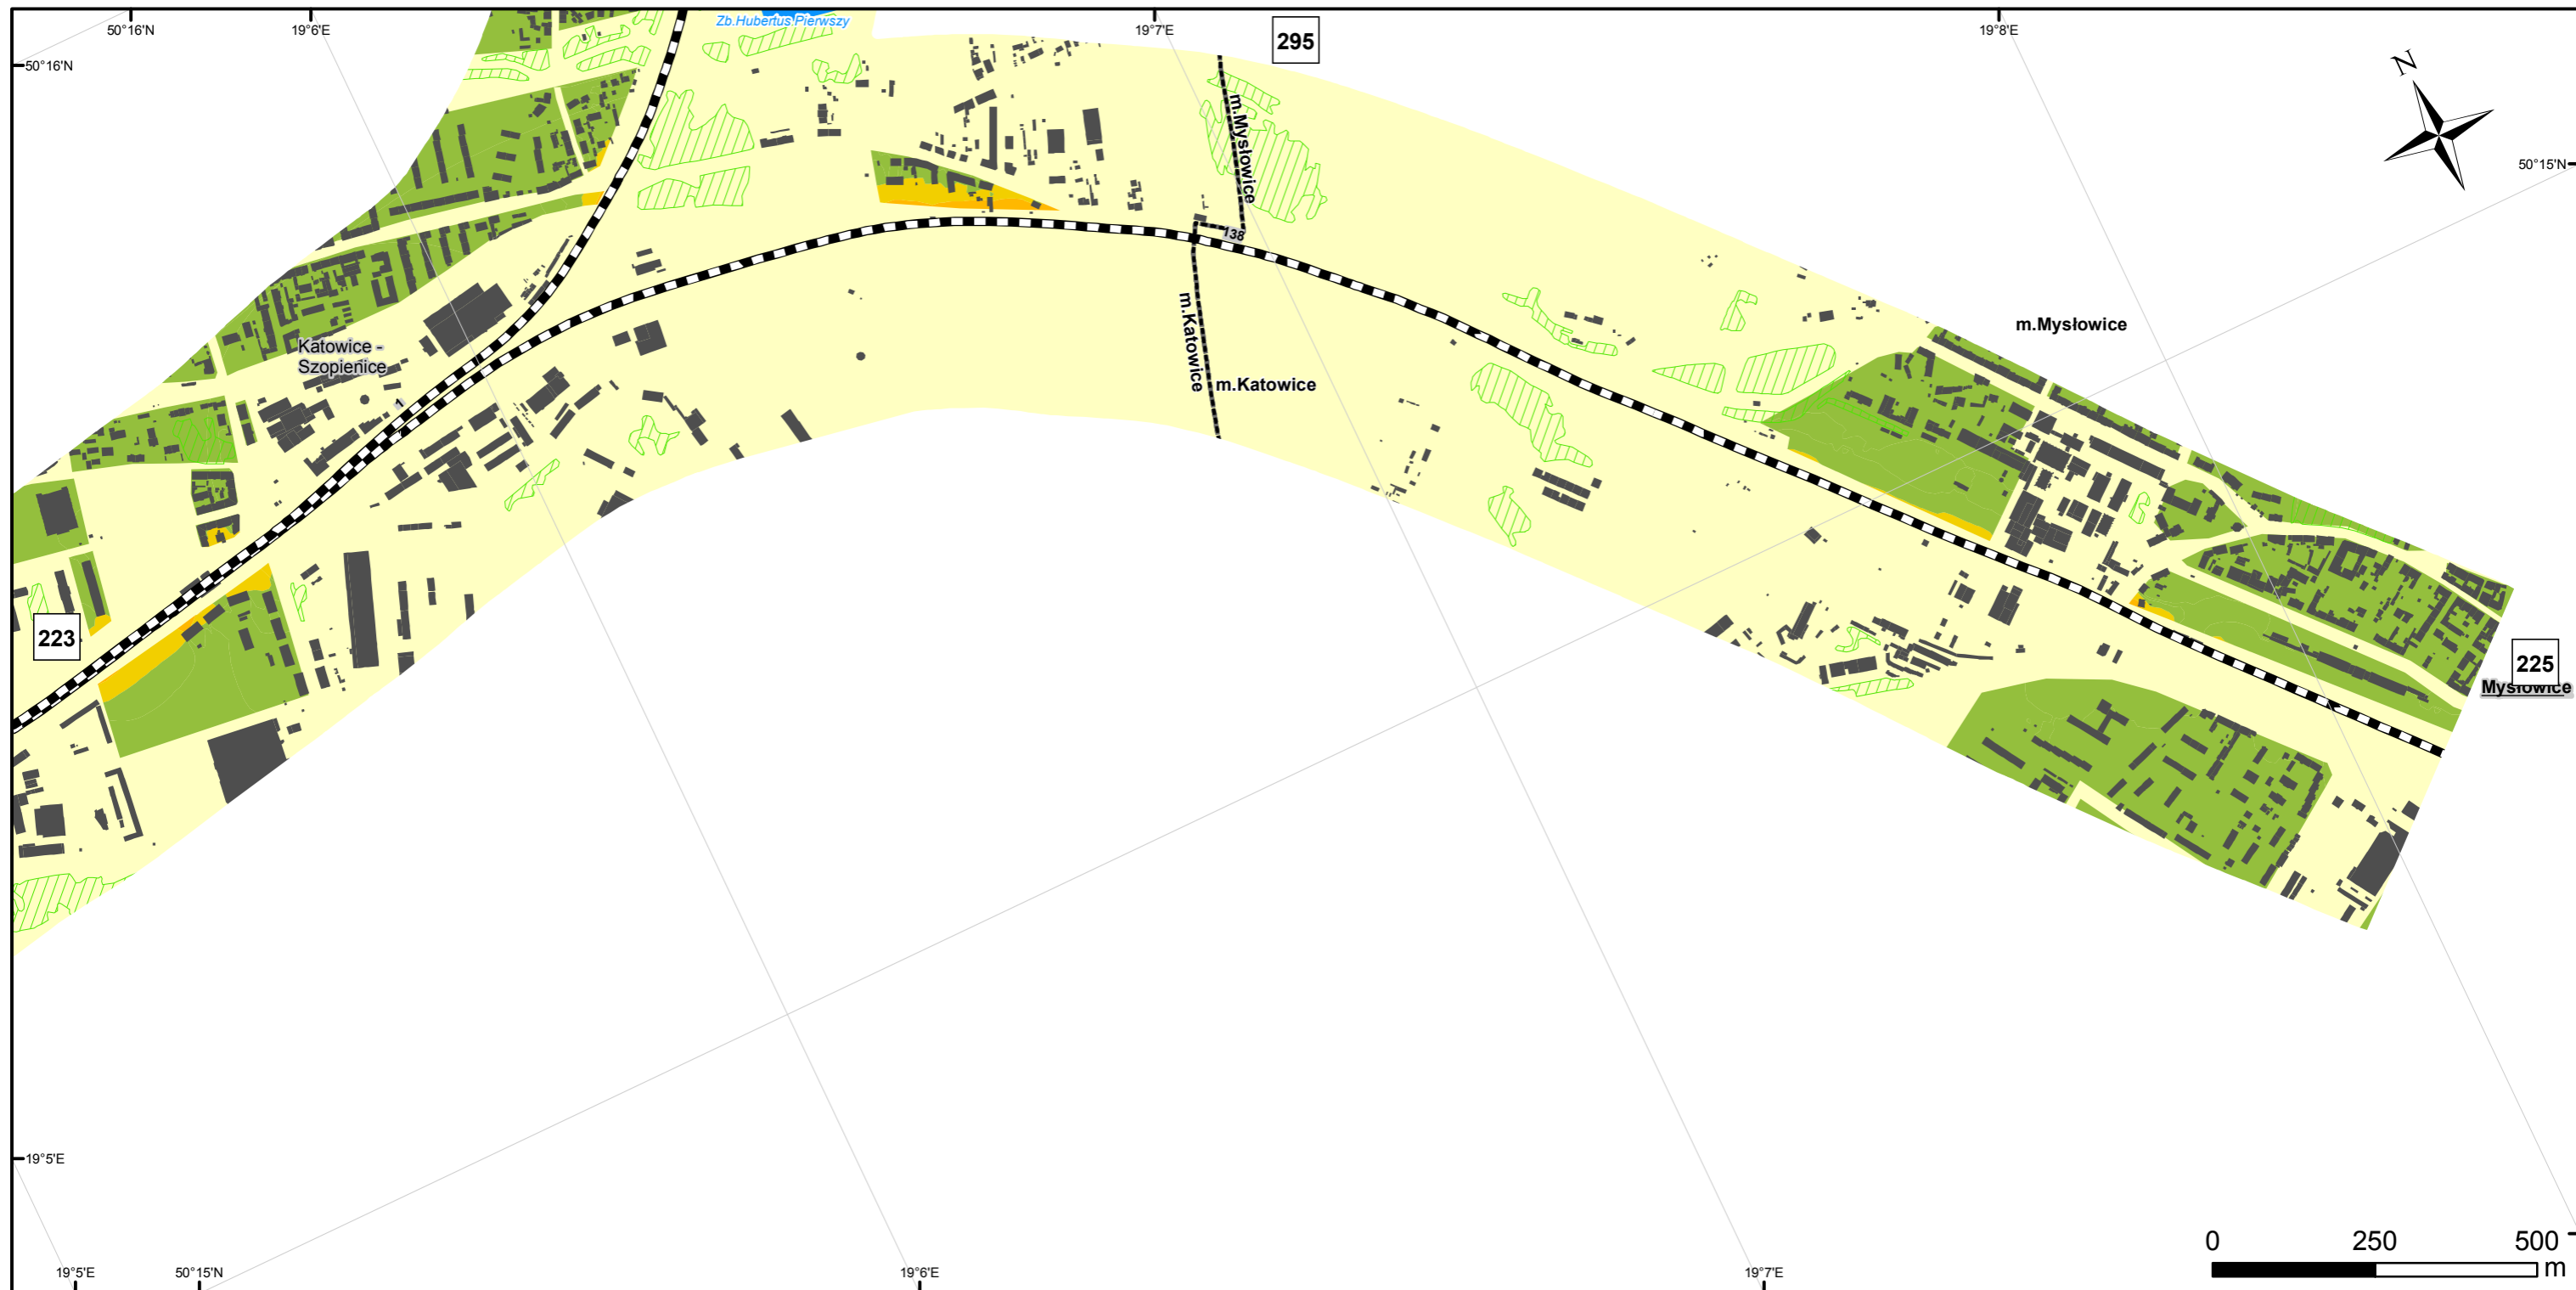 Zb.Hubertus Pierwszy
50°16'N
19°6'E
19°7'E
295
19°8'E
N
50°16'N
50°15'N
m.Mysłowice
138
m.Katowice
m.Katowice
m.Mysłowice
Katowice -
Szopienice
1
223
225
Mysłowice
19°5'E
19°5'E
50°15'N
19°6'E
19°7'E
0 250 500
m